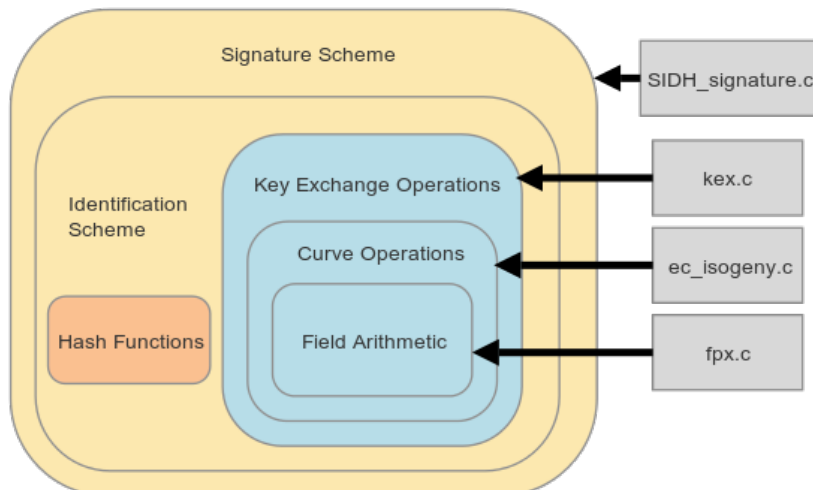 Signature Scheme
SIDH_signature.c
Key Exchange Operations
kex.c
Identification
Scheme
Curve Operations
ec_isogeny.c
Hash Functions
Field Arithmetic
fpx.c